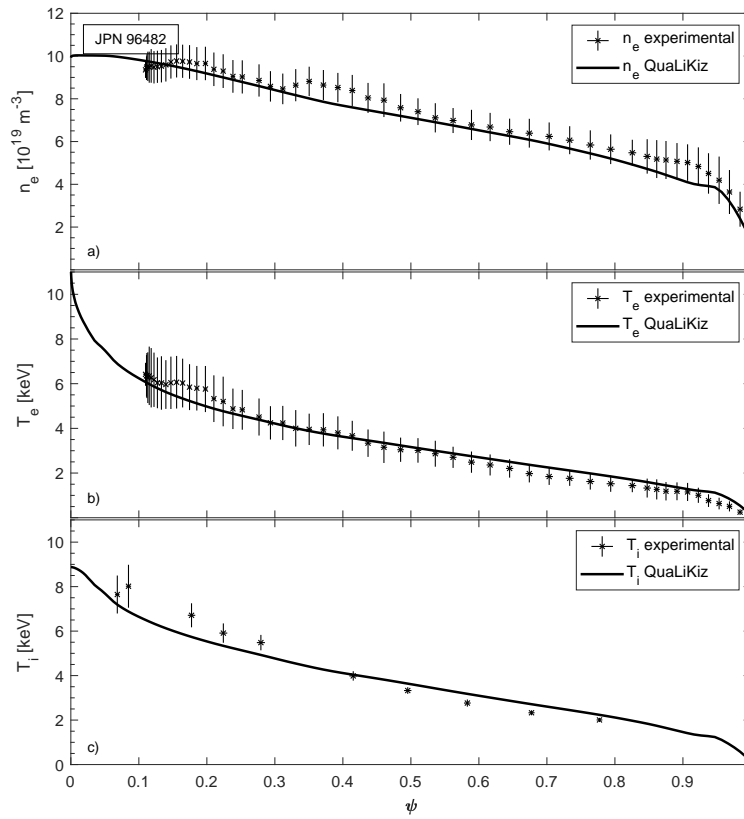 JPN 96482
n_e experimental
n_e QuaLiKiz
12
10
8
6
4
2
n_e [10^19 m^-3]
a)
T_e experimental
T_e QuaLiKiz
10
8
6
4
2
T_e [keV]
b)
T_i experimental
T_i QuaLiKiz
10
8
6
4
2
0
T_i [keV]
c)
0 0.1 0.2 0.3 0.4 0.5 0.6 0.7 0.8 0.9
ψ